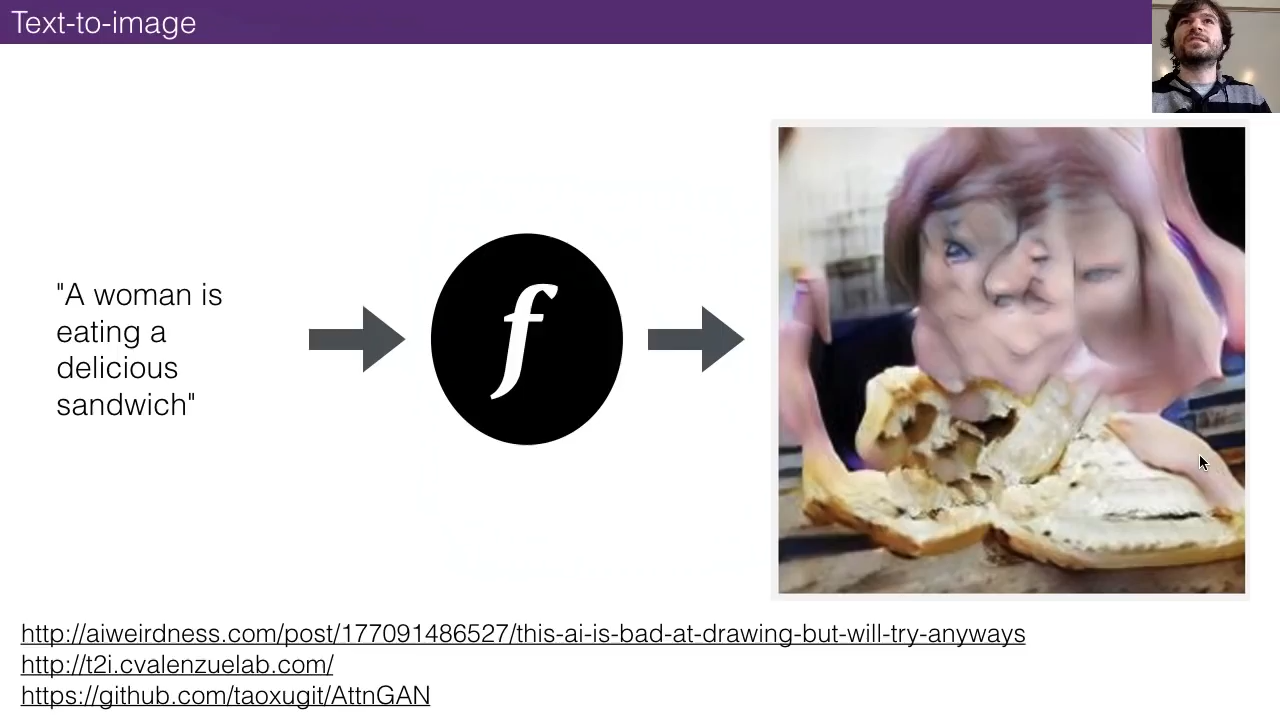 Text-to-image
"A woman is
eating a
delicious
sandwich"
f
http://aiweirdness.com/post/177091486527/this-ai-is-bad-at-drawing-but-will-try-anyways
http://t2i.cvalenzuelab.com/
https://github.com/taoxugit/AttnGAN